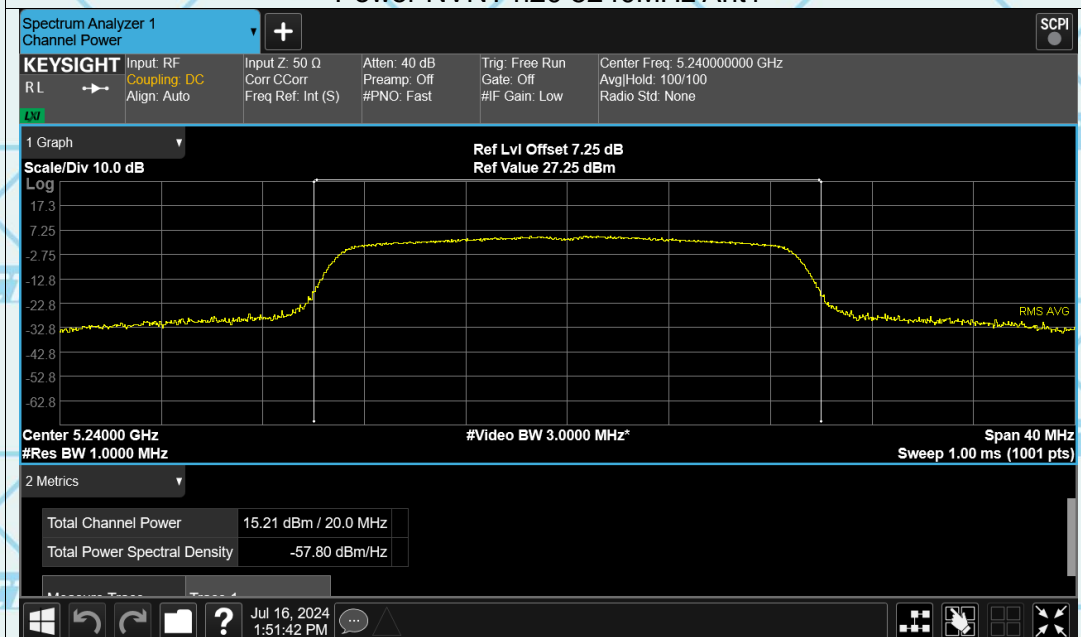 Spectrum Analyzer 1
Channel Power
+
SCPI
KEYSIGHT
RL
LXI
Input: RF
Coupling: DC
Align: Auto
Input Z: 50 Ω
Corr CCorr
Freq Ref: Int (S)
Atten: 40 dB
Preamp: Off
#PNO: Fast
Trig: Free Run
Gate: Off
#IF Gain: Low
Center Freq: 5.240000000 GHz
Avg|Hold: 100/100
Radio Std: None
1 Graph
Scale/Div 10.0 dB
Log
Ref Lvl Offset 7.25 dB
Ref Value 27.25 dBm
17.3
7.25
-2.75
-12.8
-22.8
-32.8
-42.8
-52.8
-62.8
RMS AVG
Center 5.24000 GHz
#Res BW 1.0000 MHz
#Video BW 3.0000 MHz*
Span 40 MHz
Sweep 1.00 ms (1001 pts)
2 Metrics
Total Channel Power 15.21 dBm / 20.0 MHz
Total Power Spectral Density -57.80 dBm/Hz
?
Jul 16, 2024
1:51:42 PM